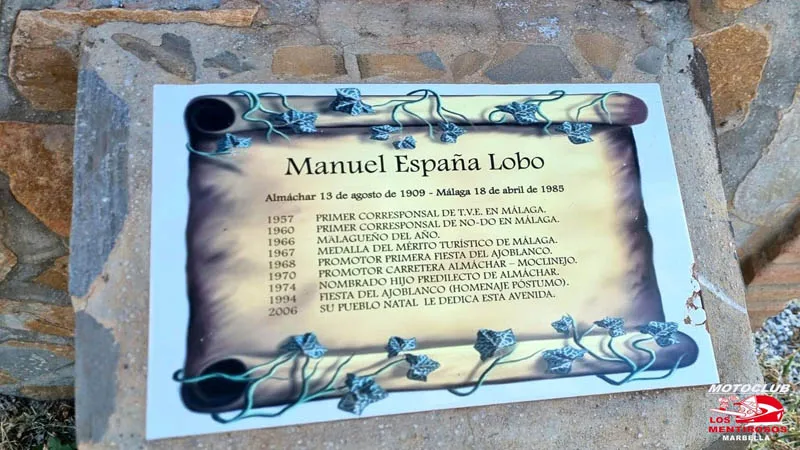 Manuel España Lobo
Almáchar 13 de agosto de 1909 - Málaga 18 de abril de 1985
1957 PRIMER CORRESPONSAL DE T.V.E. EN MÁLAGA.
1960 PRIMER CORRESPONSAL DE NO-DO EN MÁLAGA.
1966 MALAGUEÑO DEL AÑO.
1967 MEDALLA DEL MÉRITO TURÍSTICO DE MÁLAGA.
1968 PROMOTOR PRIMERA FIESTA DEL AJOBLANCO.
1970 PROMOTOR CARRETERA ALMÁCHAR – MOCLINEJO.
1974 NOMBRADO HIJO PREDILECTO DE ALMÁCHAR.
1994 FIESTA DEL AJOBLANCO (HOMENAJE PÓSTUMO).
2006 SU PUEBLO NATAL LE DEDICA ESTA AVENIDA.
MOTOCLUB
LOS
MENTIROSOS
MARBELLA